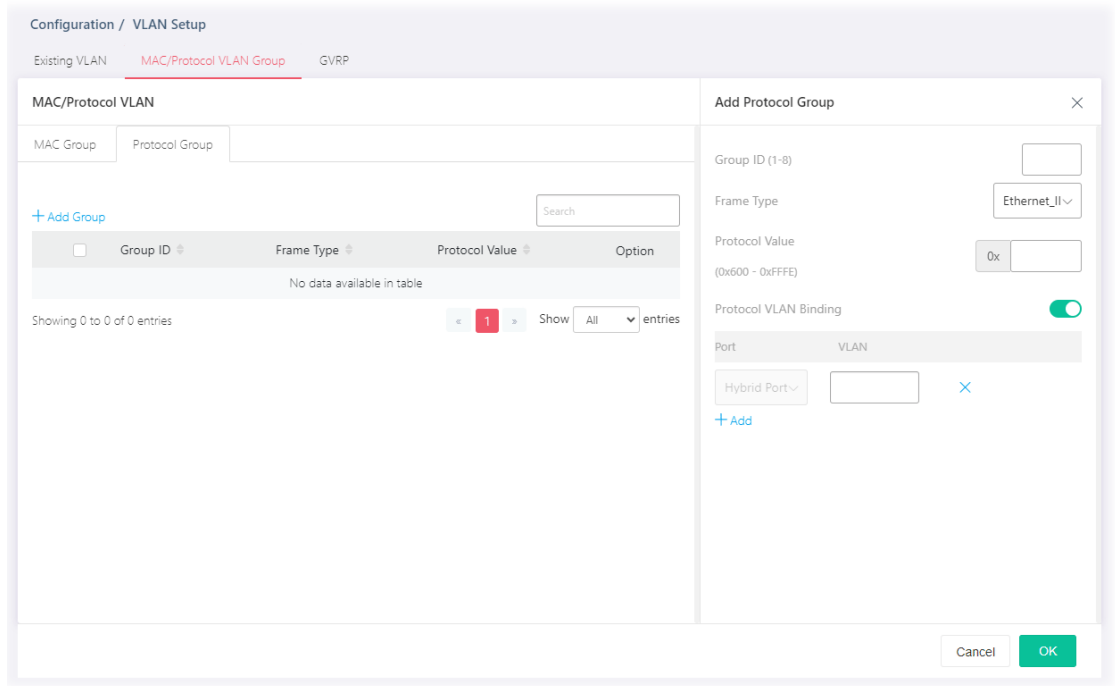 Configuration / VLAN Setup
Existing VLAN MAC/Protocol VLAN Group GVRP
MAC/Protocol VLAN
MAC Group Protocol Group
+ Add Group Search
Group ID Frame Type Protocol Value Option
No data available in table
Showing 0 to 0 of 0 entries « 1 » Show All entries
Add Protocol Group
Group ID (1-8)
Frame Type Ethernet_II
Protocol Value
(0x600 - 0xFFFE) 0x
Protocol VLAN Binding
Port VLAN
Hybrid Port
+ Add
Cancel OK